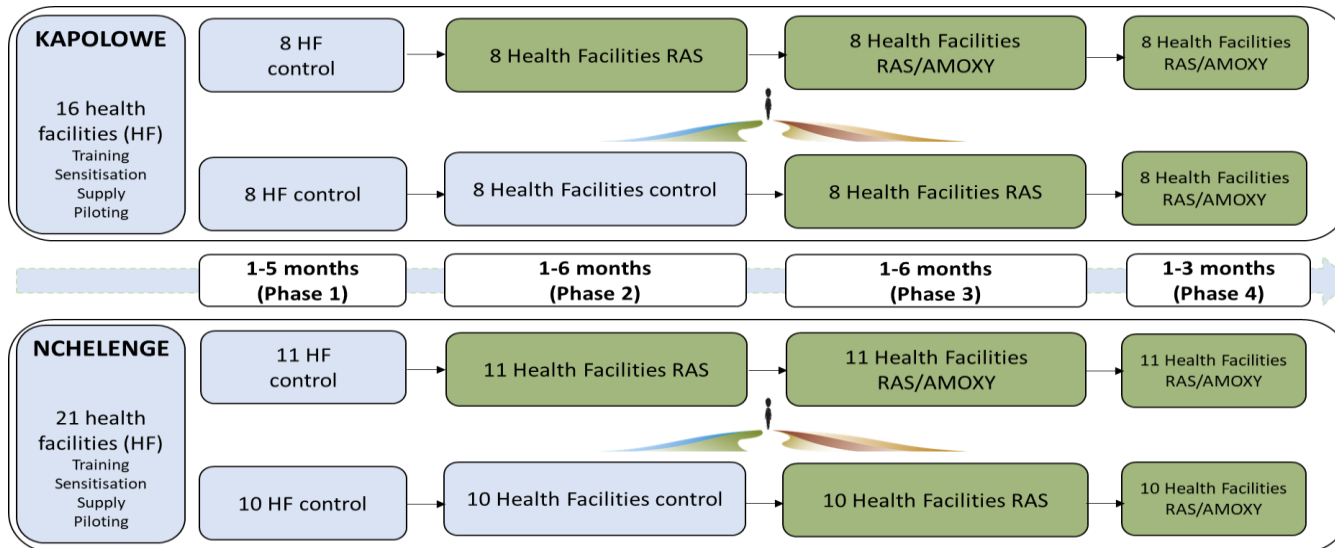 KAPOLOWE
16 health
facilities (HF)
Training
Sensitisation
Supply
Piloting
8 HF
control
8 Health Facilities RAS
8 Health Facilities
RAS/AMOXY
8 Health Facilities
RAS/AMOXY
8 HF control
8 Health Facilities control
8 Health Facilities RAS
8 Health Facilities
RAS/AMOXY
1-5 months
(Phase 1)
1-6 months
(Phase 2)
1-6 months
(Phase 3)
1-3 months
(Phase 4)
NCHELENGE
21 health
facilities (HF)
Training
Sensitisation
Supply
Piloting
11 HF
control
11 Health Facilities RAS
11 Health Facilities
RAS/AMOXY
11 Health Facilities
RAS/AMOXY
10 HF control
10 Health Facilities control
10 Health Facilities RAS
10 Health Facilities
RAS/AMOXY